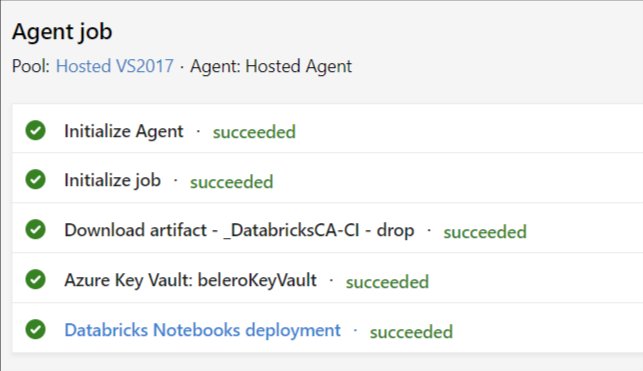 Agent job
Pool: Hosted VS2017 · Agent: Hosted Agent
Initialize Agent · succeeded
Initialize job · succeeded
Download artifact - _DatabricksCA-CI - drop · succeeded
Azure Key Vault: beleroKeyVault · succeeded
Databricks Notebooks deployment · succeeded